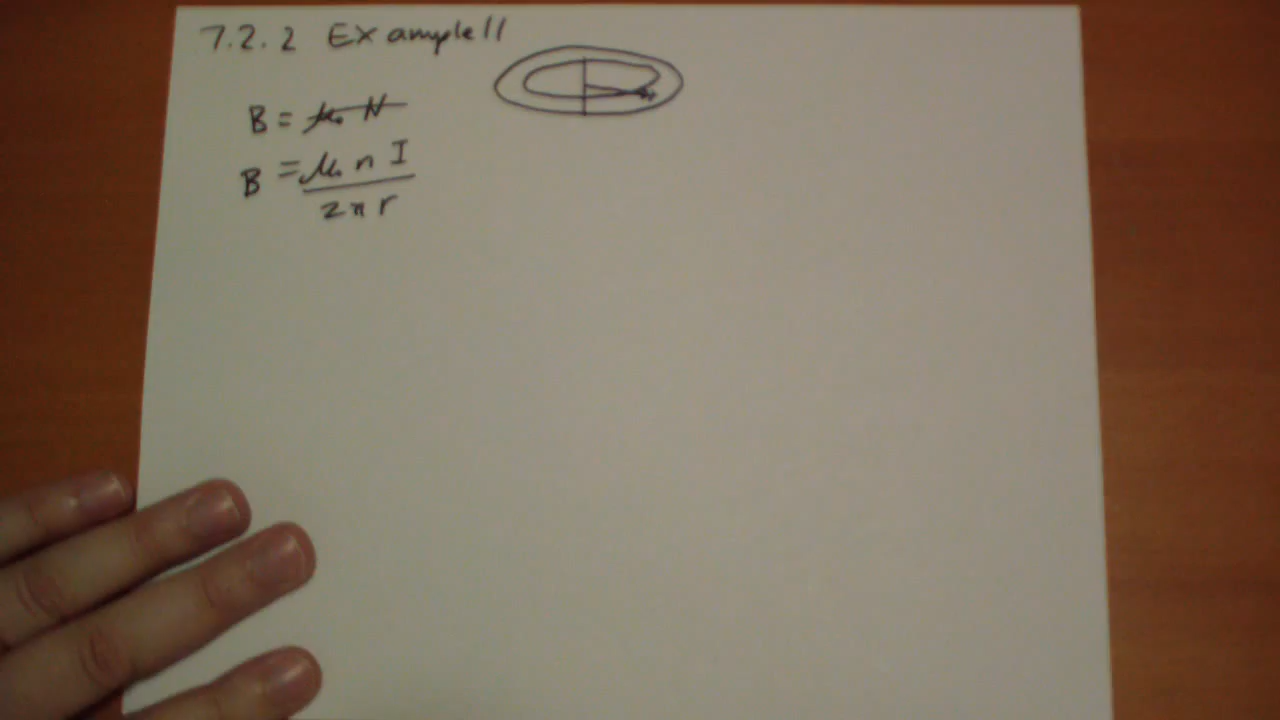 7.2.2 Example 11
B = μ₀ N
B = μ₀ n I
2π r